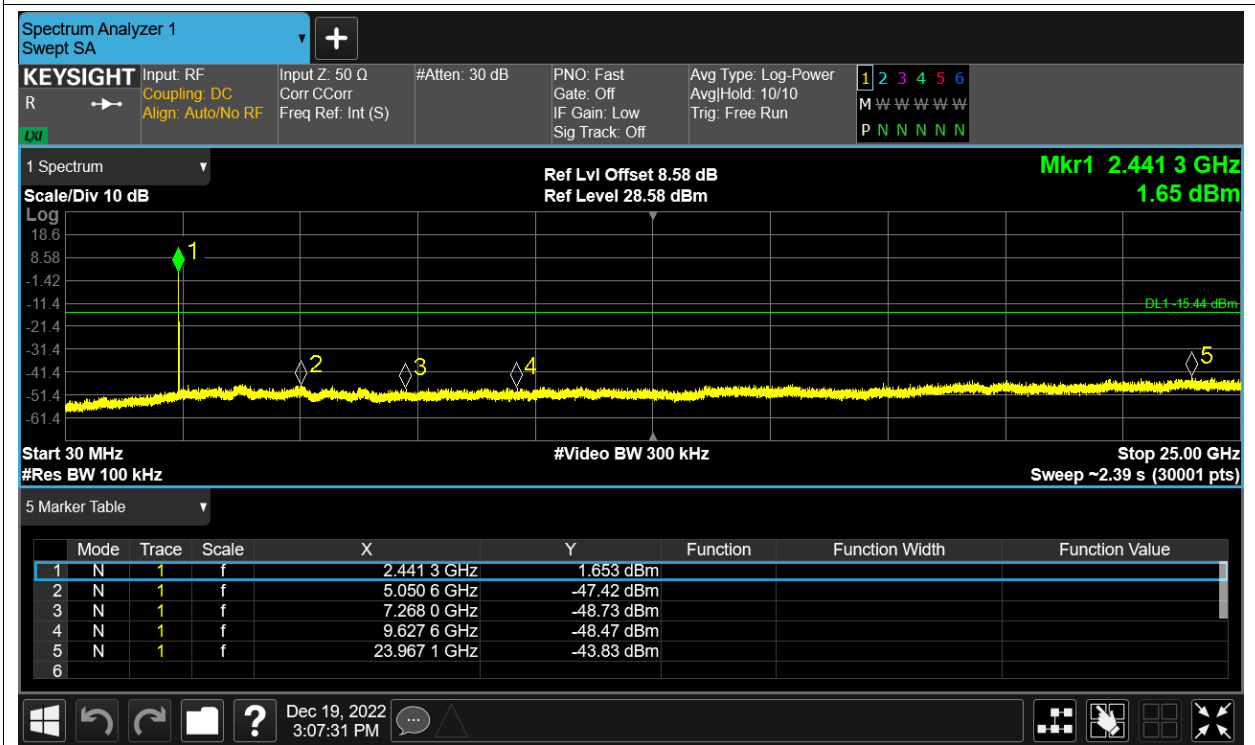 Spectrum Analyzer 1
Swept SA
KEYSIGHT
R
LXI
Input: RF
Coupling: DC
Align: Auto/No RF
Input Z: 50 Ω
Corr CCorr
Freq Ref: Int (S)
#Atten: 30 dB
PNO: Fast
Gate: Off
IF Gain: Low
Sig Track: Off
Avg Type: Log-Power
Avg|Hold: 10/10
Trig: Free Run
1 2 3 4 5 6
M W W W W W W
P N N N N N N
1 Spectrum
Scale/Div 10 dB
Ref Lvl Offset 8.58 dB
Ref Level 28.58 dBm
Mkr1 2.441 3 GHz
1.65 dBm
Log
18.6
8.58
-1.42
-11.4
-21.4
-31.4
-41.4
-51.4
-61.4
1
2
3
4
5
DL1 -15.44 dBm
Start 30 MHz
#Res BW 100 kHz
#Video BW 300 kHz
Stop 25.00 GHz
Sweep ~2.39 s (30001 pts)
5 Marker Table
Mode Trace Scale X Y Function Function Width Function Value
1 N 1 f 2.441 3 GHz 1.653 dBm
2 N 1 f 5.050 6 GHz -47.42 dBm
3 N 1 f 7.268 0 GHz -48.73 dBm
4 N 1 f 9.627 6 GHz -48.47 dBm
5 N 1 f 23.967 1 GHz -43.83 dBm
6
?
Dec 19, 2022
3:07:31 PM